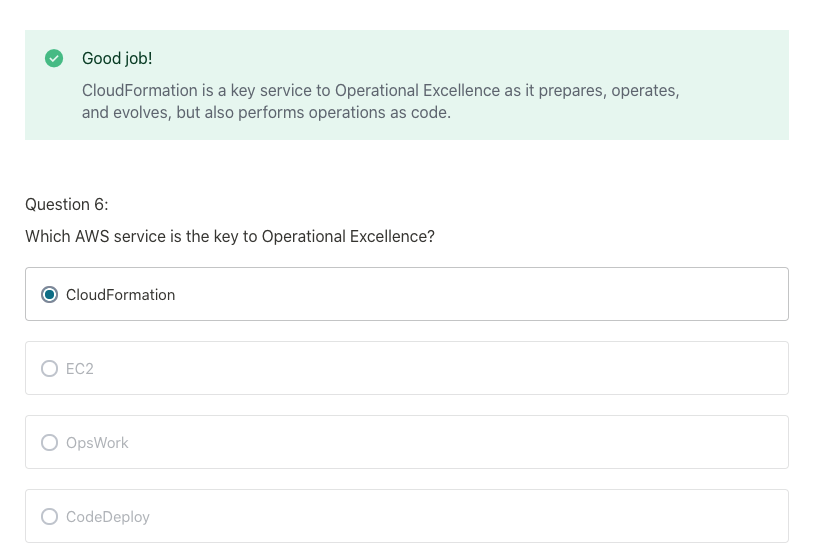 Good job!
CloudFormation is a key service to Operational Excellence as it prepares, operates,
and evolves, but also performs operations as code.
Question 6:
Which AWS service is the key to Operational Excellence?
CloudFormation
EC2
OpsWork
CodeDeploy